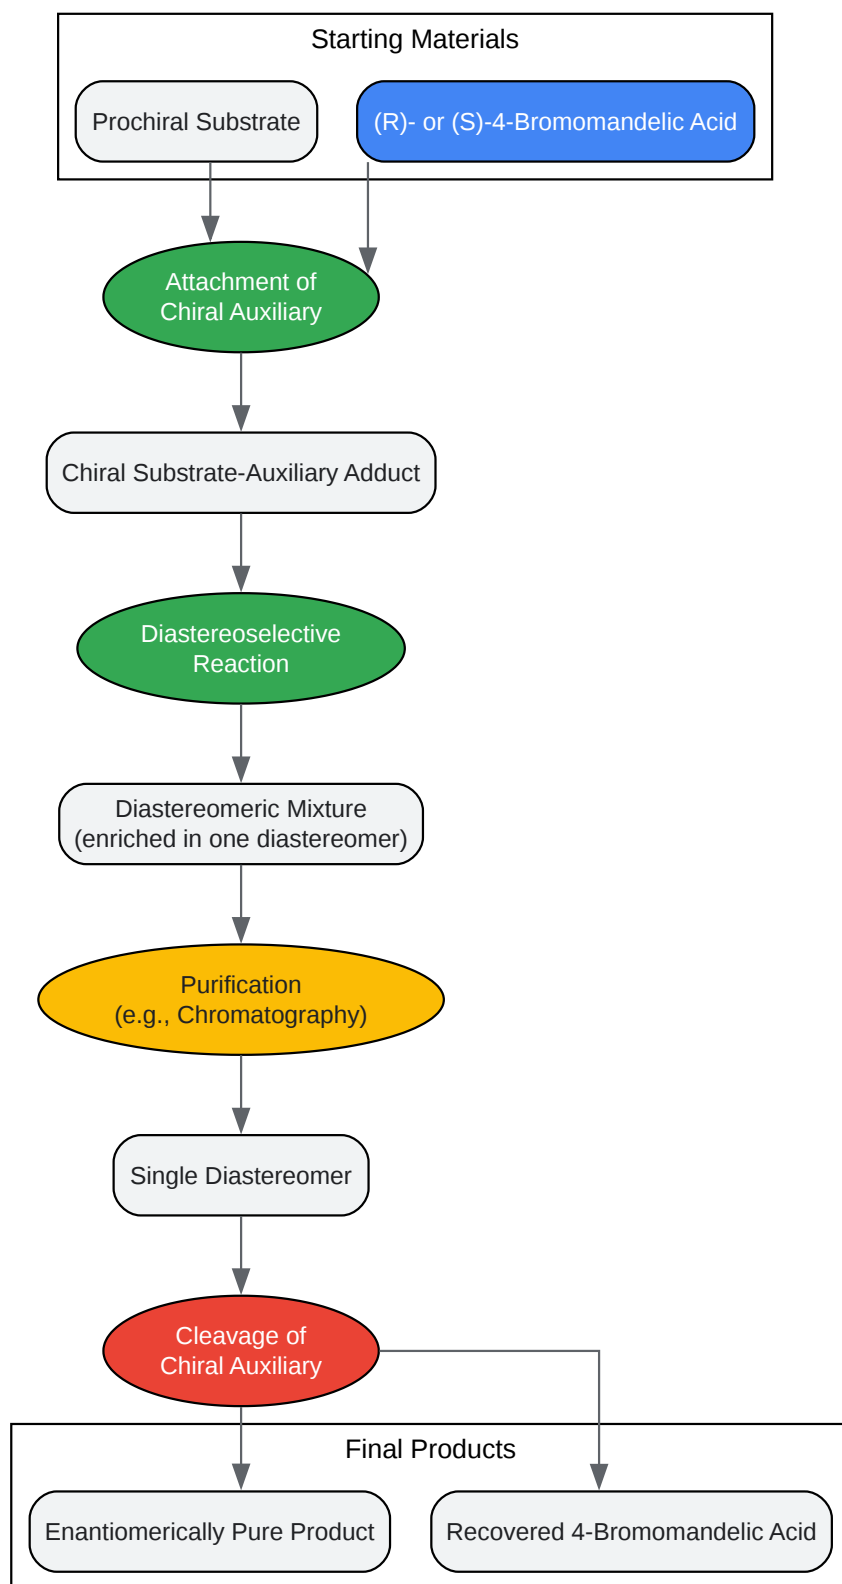 Starting Materials
Prochiral Substrate
(R)- or (S)-4-Bromomandelic Acid
Attachment of
Chiral Auxiliary
Chiral Substrate-Auxiliary Adduct
Diastereoselective
Reaction
Diastereomeric Mixture
(enriched in one diastereomer)
Purification
(e.g., Chromatography)
Single Diastereomer
Cleavage of
Chiral Auxiliary
Final Products
Enantiomerically Pure Product
Recovered 4-Bromomandelic Acid